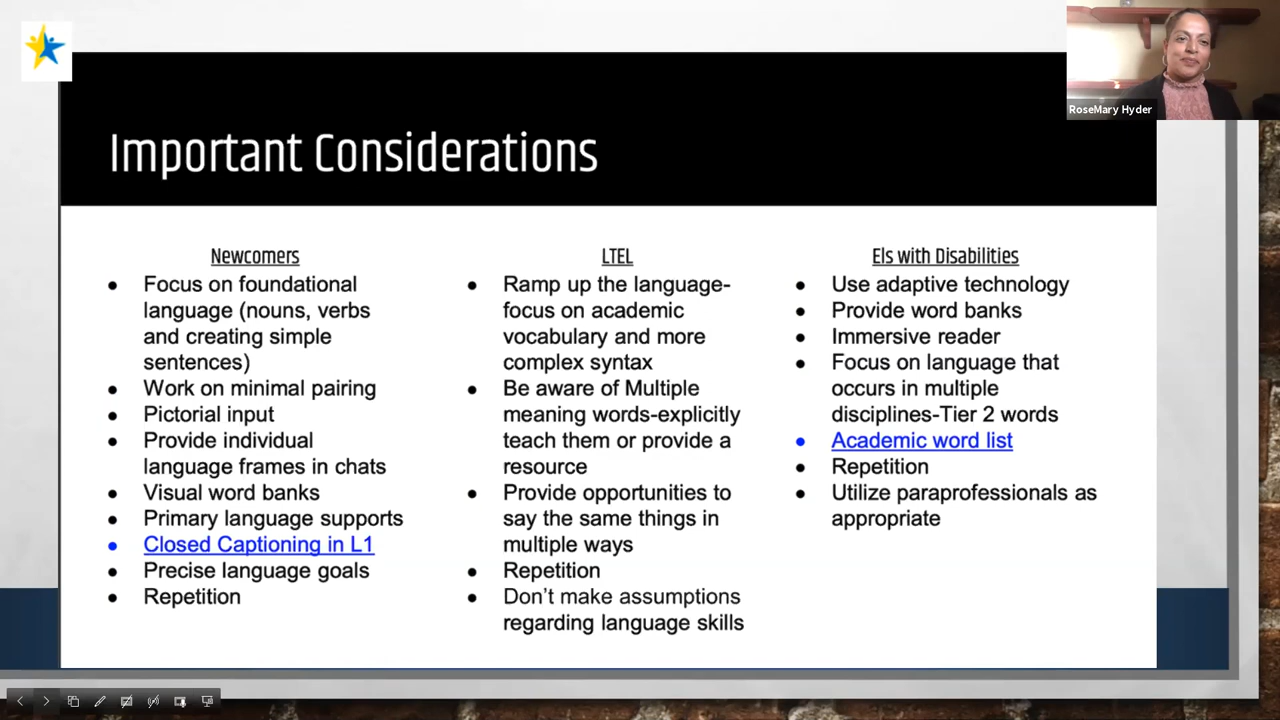 RoseMary Hyder
Important Considerations
Newcomers
Focus on foundational
language (nouns, verbs
and creating simple
sentences)
Work on minimal pairing
Pictorial input
Provide individual
language frames in chats
Visual word banks
Primary language supports
Closed Captioning in L1
Precise language goals
Repetition
LTEL
Ramp up the language-
focus on academic
vocabulary and more
complex syntax
Be aware of Multiple
meaning words-explicitly
teach them or provide a
resource
Provide opportunities to
say the same things in
multiple ways
Repetition
Don't make assumptions
regarding language skills
Els with Disabilities
Use adaptive technology
Provide word banks
Immersive reader
Focus on language that
occurs in multiple
disciplines-Tier 2 words
Academic word list
Repetition
Utilize paraprofessionals as
appropriate